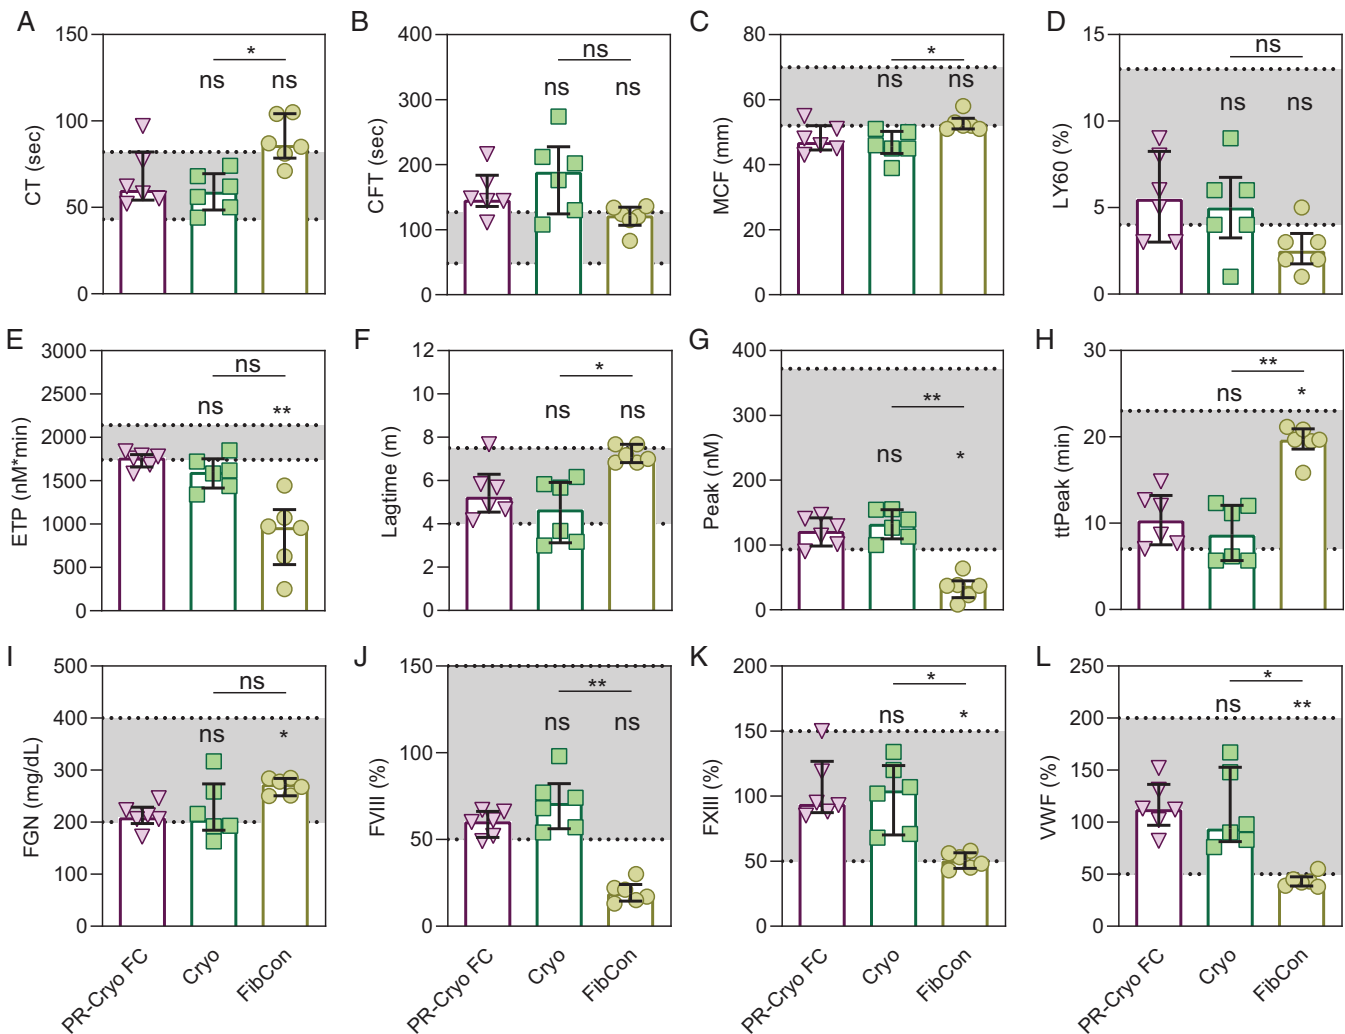 A
CT (sec)
150
100
50
0
*
ns ns
B
CFT (sec)
400
300
200
100
0
ns
ns ns
C
MCF (mm)
80
60
40
20
0
*
ns ns
D
LY60 (%)
15
10
5
0
ns
ns ns
E
ETP (nM*min)
3000
2500
2000
1500
1000
500
0
ns
ns **
F
Lagtime (m)
12
10
8
6
4
2
0
*
ns ns
G
Peak (nM)
400
300
200
100
0
**
ns *
H
ttPeak (min)
30
20
10
0
**
ns *
I
FGN (mg/dL)
500
400
300
200
100
0
ns
ns *
PR-Cryo FC
Cryo
FibCon
J
FVIII (%)
150
100
50
0
**
ns ns
PR-Cryo FC
Cryo
FibCon
K
FXIII (%)
200
150
100
50
0
*
ns *
PR-Cryo FC
Cryo
FibCon
L
VWF (%)
250
200
150
100
50
0
*
ns **
PR-Cryo FC
Cryo
FibCon